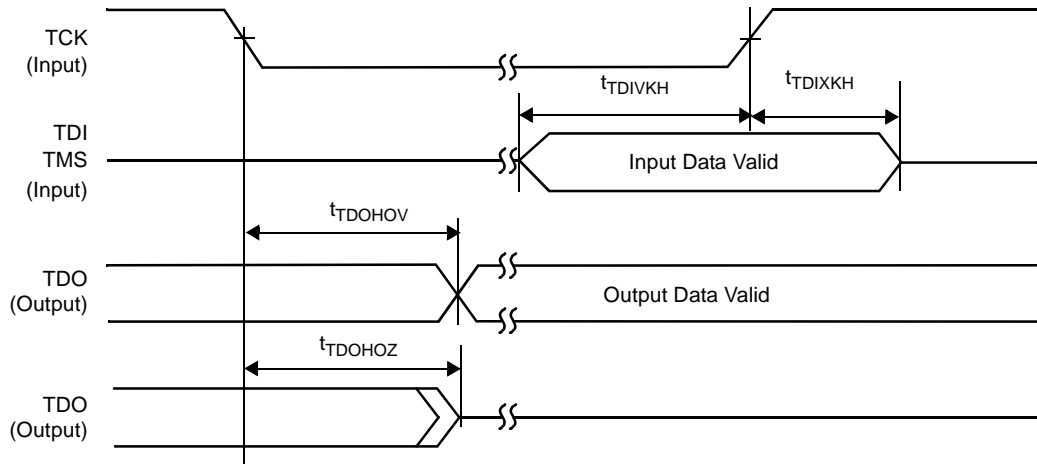 TCK
(Input)
tTDIVKH
tTDIXKH
TDI
TMS
(Input)
Input Data Valid
tTDOHOV
TDO
(Output)
Output Data Valid
tTDOHOZ
TDO
(Output)